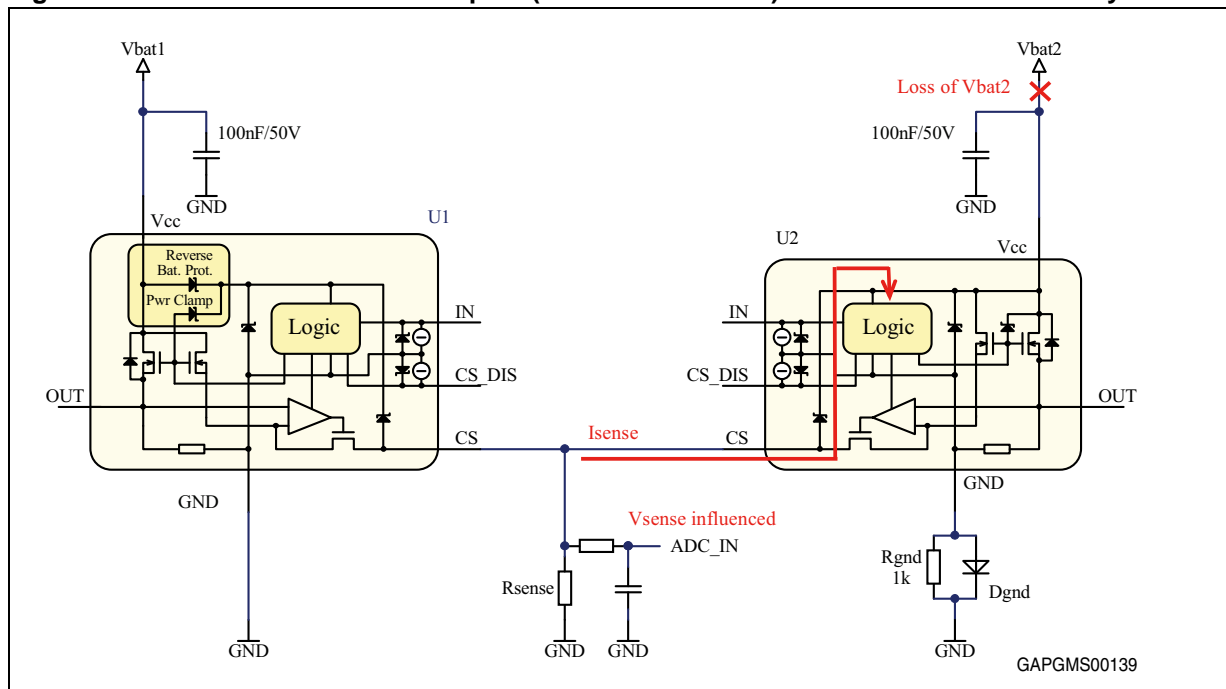 Vbat1
Vbat2
Loss of Vbat2
100nF/50V
100nF/50V
GND
GND
Vcc
U1
U2
Vcc
Reverse
Bat. Prot.
Pwr Clamp
Logic
IN
IN
Logic
CS_DIS
CS_DIS
OUT
OUT
CS
Isense
CS
GND
GND
Vsense influenced
ADC_IN
Rsense
Rgnd
1k
Dgnd
GND
GND
GND
GND
GAPGMS00139